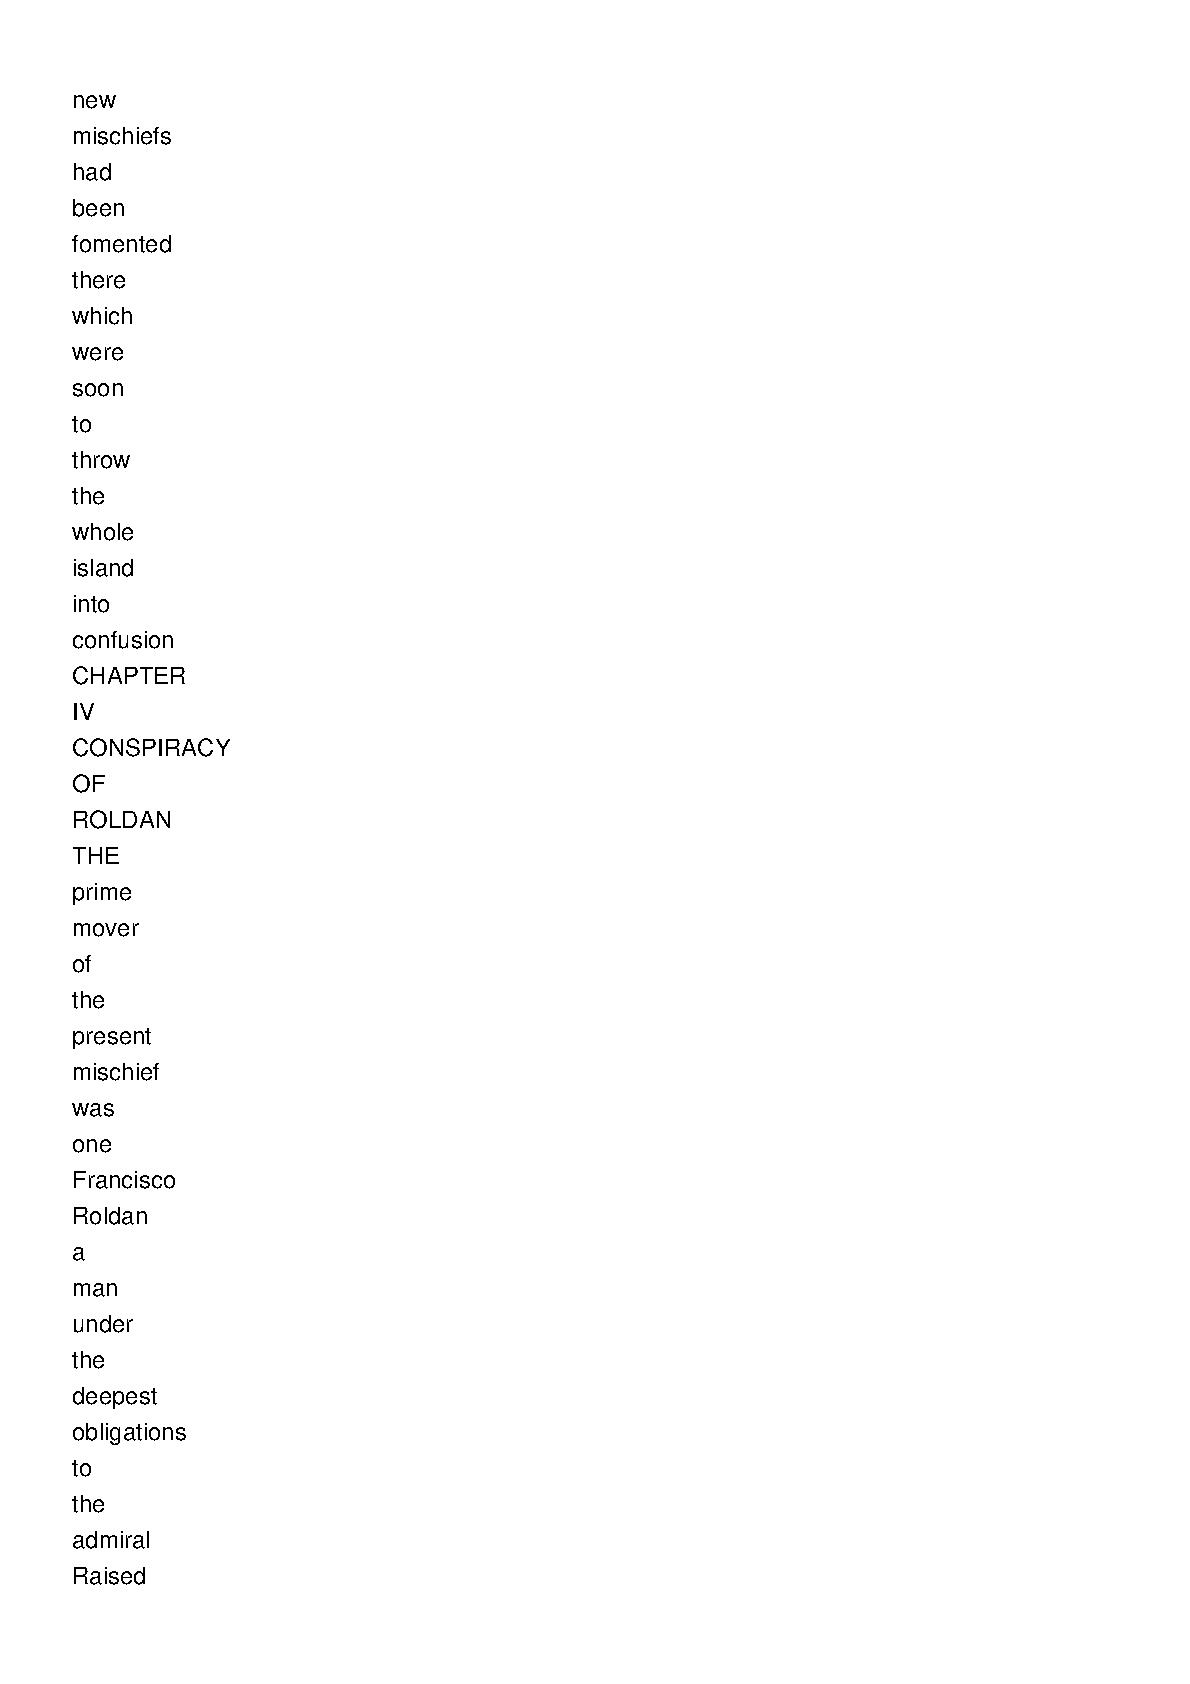 new
mischiefs
had
been
fomented
there
which
were
soon
to
throw
the
whole
island
into
confusion
CHAPTER
IV
CONSPIRACY
OF
ROLDAN
THE
prime
mover
of
the
present
mischief
was
one
Francisco
Roldan
a
man
under
the
deepest
obligations
to
the
admiral
Raised